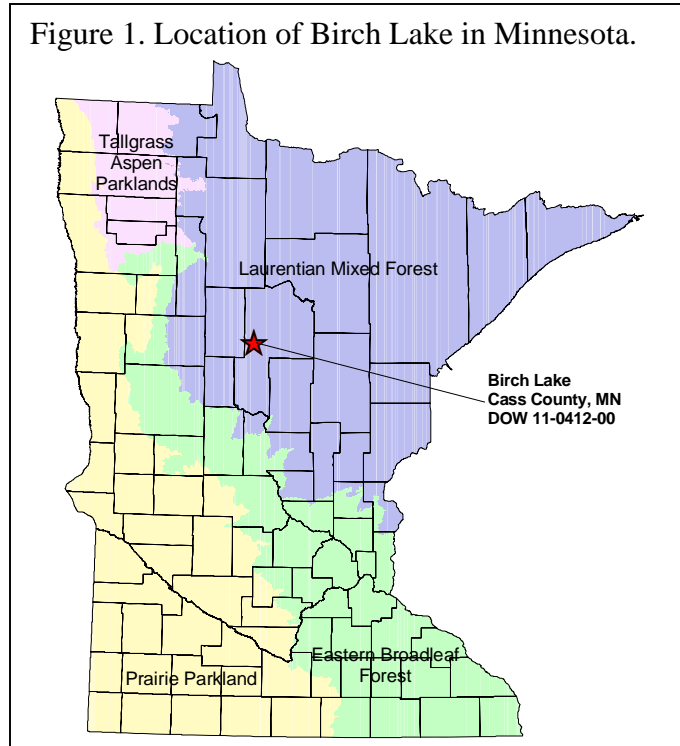 Figure 1. Location of Birch Lake in Minnesota.
Tallgrass
Aspen
Parklands
Laurentian Mixed Forest
Birch Lake
Cass County, MN
DOW 11-0412-00
Eastern Broadleaf
Forest
Prairie Parkland